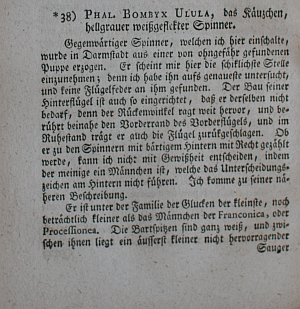 *38) PHAL. BOMBYX ULULA, das Käuzchen,
hellgrauer weißgeflekter Spinner.
Gegenwärtiger Spinner, welchen ich hier einschalte,
wurde in Darmstadt aus einer von ohngefähr gefundenen
Puppe erzogen. Er scheint mir hier die schiklichste Stelle
einzunehmen; denn ich habe ihn aufs genaueste untersucht,
und keine Flügelfeder an ihm gefunden. Der Bau seiner
Hinterflügel ist auch so eingerichtet, daß er derselben nicht
bedarf, denn der Rückenwinkel ragt weit hervor, und be-
rührt beinahe den Vorderrand des Vorderflügels, und im
Ruhestand trägt er auch die Flügel zurückgeschlagen. Ob
er zu den Spinnern mit bärtigem Hintern mit Recht gezählt
werde, kann ich nicht mit Gewißheit entscheiden, indem
der meinige ein Männchen ist, welche das Unterscheidungs-
zeichen am Hintern nicht führen. Ich komme zu seiner nä-
heren Beschreibung.
Er ist unter der Familie der Glucken der kleinste, noch
beträchtlich kleiner als das Männchen der Franconica, oder
Processionea. Die Bartspitzen sind ganz weiß, und zwi-
schen ihnen liegt ein äusserst kleiner nicht hervorragender
Sauger